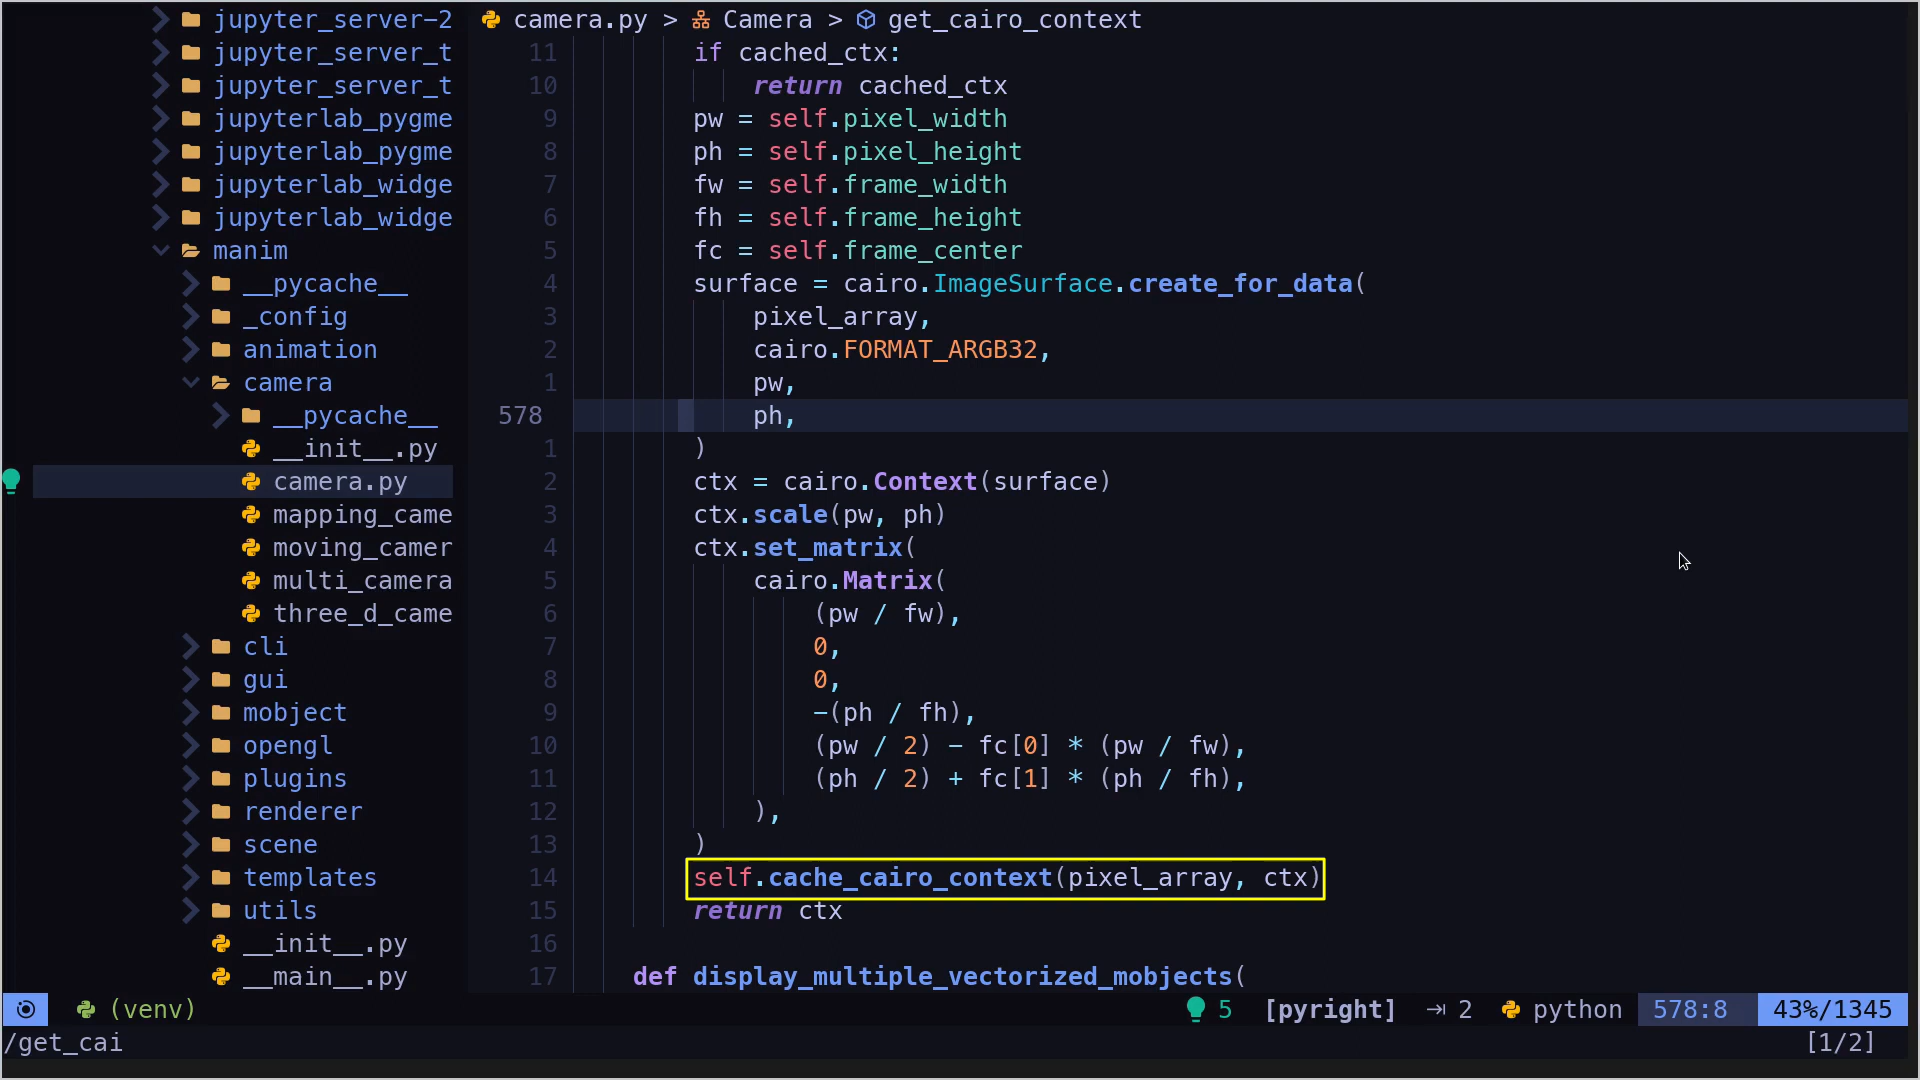 jupyter_server-2
jupyter_server_t
jupyter_server_t
jupyterlab_pygme
jupyterlab_pygme
jupyterlab_widge
jupyterlab_widge
manim
__pycache__
_config
animation
camera
__pycache__
__init__.py
camera.py
mapping_came
moving_camer
multi_camera
three_d_came
cli
gui
mobject
opengl
plugins
renderer
scene
templates
utils
__init__.py
__main__.py
camera.py > Camera > get_cairo_context
11 if cached_ctx:
10 return cached_ctx
9 pw = self.pixel_width
8 ph = self.pixel_height
7 fw = self.frame_width
6 fh = self.frame_height
5 fc = self.frame_center
4 surface = cairo.ImageSurface.create_for_data(
3 pixel_array,
2 cairo.FORMAT_ARGB32,
1 pw,
578 ph,
1 )
2 ctx = cairo.Context(surface)
3 ctx.scale(pw, ph)
4 ctx.set_matrix(
5 cairo.Matrix(
6 (pw / fw),
7 0,
8 0,
9 -(ph / fh),
10 (pw / 2) - fc[0] * (pw / fw),
11 (ph / 2) + fc[1] * (ph / fh),
12 ),
13 )
14 self.cache_cairo_context(pixel_array, ctx)
15 return ctx
16
17 def display_multiple_vectorized_mobjects(
(venv) 5 [pyright] ⇥ 2 python 578:8 43%/1345
/get_cai [1/2]